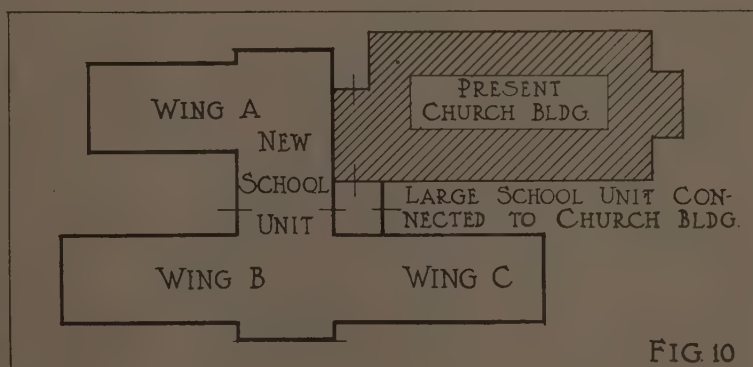 PRESENT
CHURCH BLDG.
WING A
NEW
SCHOOL
UNIT
LARGE SCHOOL UNIT CON-
NECTED TO CHURCH BLDG.
WING B
WING C
FIG. 10